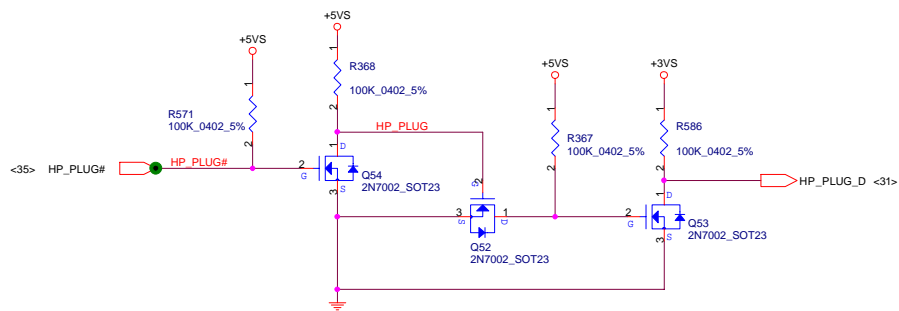 +5VS
1
R368
100K_0402_5%
2
+5VS
1
R571
100K_0402_5%
2
HP_PLUG
<35> HP_PLUG#
HP_PLUG#
2
G
1
D
Q54
S
3
2N7002_SOT23
2
G
3
S
1
D
Q52
2N7002_SOT23
+5VS
1
R367
100K_0402_5%
2
+3VS
1
R586
100K_0402_5%
2
HP_PLUG_D <31>
2
G
1
D
Q53
2N7002_SOT23
S
3